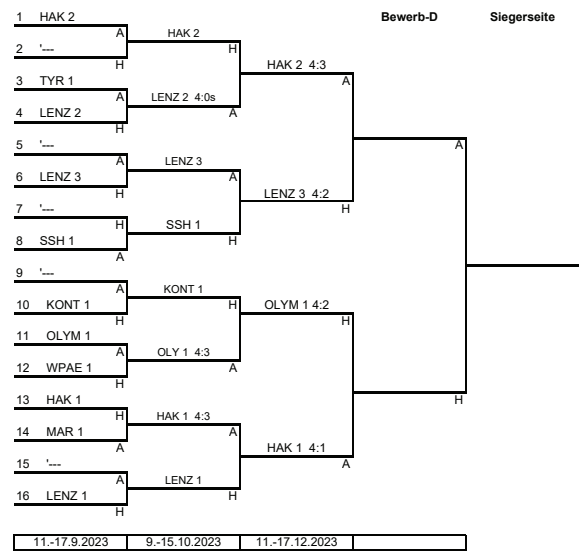 Bewerb-D Siegerseite
1 HAK 2
A
HAK 2
2 '---
H
H
HAK 2 4:3
3 TYR 1
A
A
LENZ 2 4:0s
4 LENZ 2
A
H
5 '---
A
A
LENZ 3
6 LENZ 3
A
H
LENZ 3 4:2
7 '---
H
H
SSH 1
8 SSH 1
H
A
9 '---
A
KONT 1
10 KONT 1
H
H
OLYM 1 4:2
11 OLYM 1
A
H
OLY 1 4:3
12 WPAE 1
A
H
13 HAK 1
H
H
HAK 1 4:3
14 MAR 1
A
A
HAK 1 4:1
15 '---
A
A
LENZ 1
16 LENZ 1
H
H
11.-17.9.2023 9.-15.10.2023 11.-17.12.2023